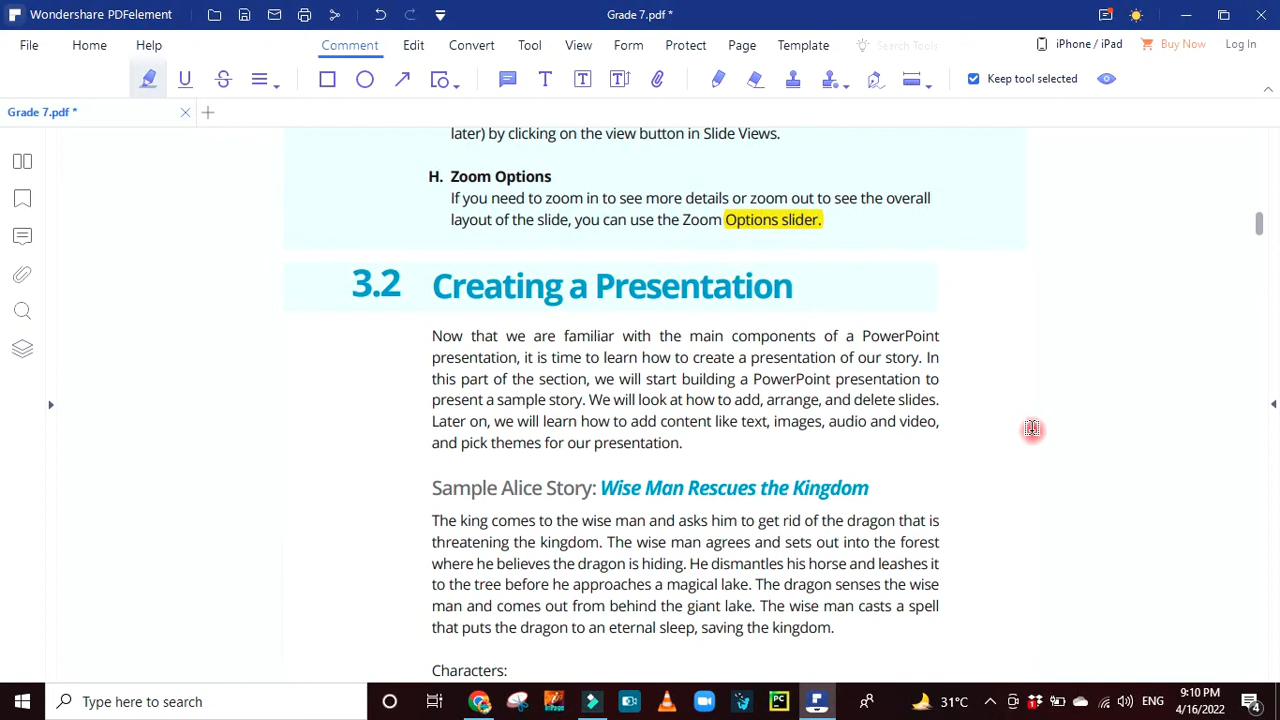 Wondershare PDFelement
Grade 7.pdf *
File Home Help Comment Edit Convert Tool View Form Protect Page Template Search Tools iPhone / iPad Buy Now Log In
Keep tool selected
Grade 7.pdf *
later) by clicking on the view button in Slide Views.
H. Zoom Options
If you need to zoom in to see more details or zoom out to see the overall
layout of the slide, you can use the Zoom Options slider.
3.2 Creating a Presentation
Now that we are familiar with the main components of a PowerPoint
presentation, it is time to learn how to create a presentation of our story. In
this part of the section, we will start building a PowerPoint presentation to
present a sample story. We will look at how to add, arrange, and delete slides.
Later on, we will learn how to add content like text, images, audio and video,
and pick themes for our presentation.
Sample Alice Story: Wise Man Rescues the Kingdom
The king comes to the wise man and asks him to get rid of the dragon that is
threatening the kingdom. The wise man agrees and sets out into the forest
where he believes the dragon is hiding. He dismantles his horse and leashes it
to the tree before he approaches a magical lake. The dragon senses the wise
man and comes out from behind the giant lake. The wise man casts a spell
that puts the dragon to an eternal sleep, saving the kingdom.
Characters:
Type here to search
31°C
ENG
9:10 PM
4/16/2022
4